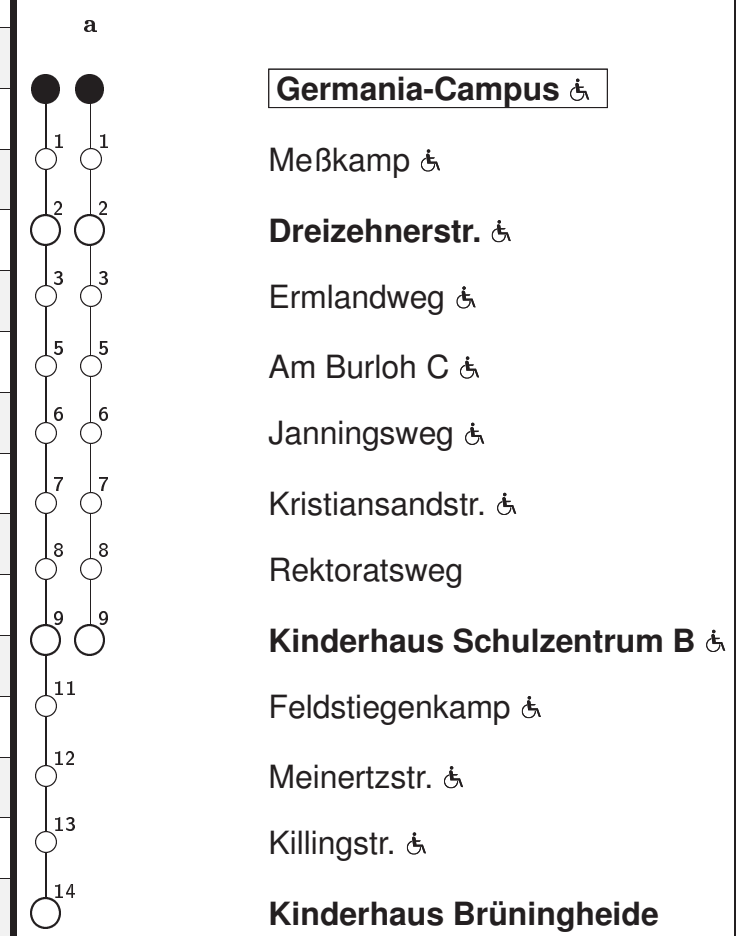 a
Germania-Campus
1 1 Meßkamp
2 2 Dreizehnerstr.
3 3 Ermlandweg
5 5 Am Burloh C
6 6 Janningsweg
7 7 Kristiansandstr.
8 8 Rektoratsweg
9 9 Kinderhaus Schulzentrum B
11 Feldstiegenkamp
12 Meinertzstr.
13 Killingstr.
14 Kinderhaus Brüningheide